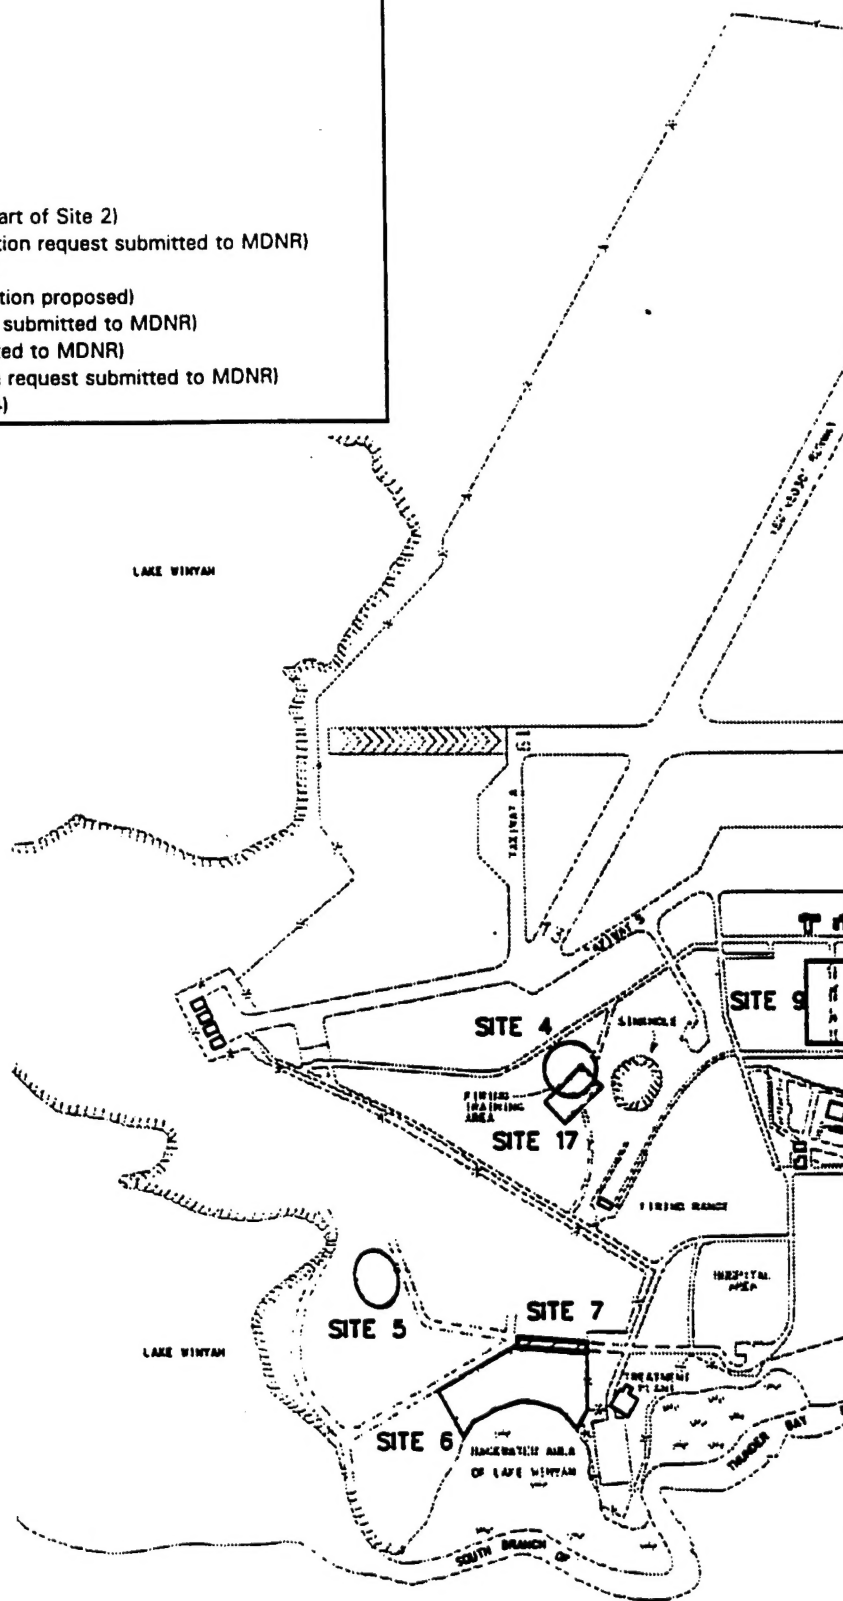 art of Site 2)
tion request submitted to MDNR)
tion proposed)
submitted to MDNR)
ted to MDNR)
request submitted to MDNR)
LAKE WINYAH
19
TAXIWAY A
SITE 9
SITE 4
SINKHOLE
FIRING
TRAINING
AREA
SITE 17
FIRING RANGE
HOSPITAL
AREA
SITE 7
SITE 5
LAKE WINYAH
TREATMENT
PLANT
SITE 6
BACKWATER AREA
OF LAKE WINYAH
THUNDER BAY
SOUTH BRANCH OF